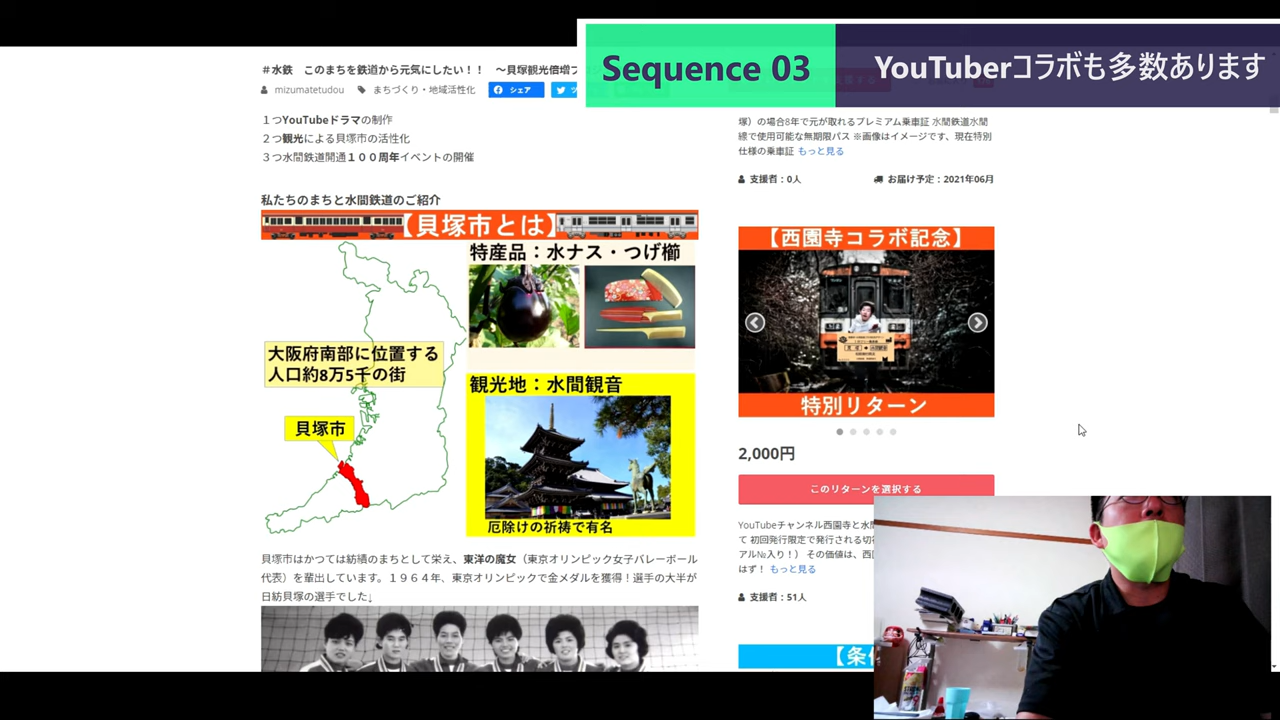 Sequence 03
YouTuberコラボも多数あります
＃水鉄　このまちを鉄道から元気にしたい！！　～貝塚観光倍増プ
mizumatetudou
まちづくり・地域活性化
シェア
１つYouTubeドラマの制作
２つ観光による貝塚市の活性化
３つ水間鉄道開通１００周年イベントの開催
私たちのまちと水間鉄道のご紹介
【貝塚市とは】
特産品：水ナス・つげ櫛
大阪府南部に位置する
人口約8万5千の街
貝塚市
観光地：水間観音
厄除けの祈祷で有名
貝塚市はかつては紡績のまちとして栄え、東洋の魔女（東京オリンピック女子バレーボール
代表）を輩出しています。１９６４年、東京オリンピックで金メダルを獲得！選手の大半が
日紡貝塚の選手でした↓
塚）の場合8年で元が取れるプレミアム乗車証 水間鉄道水間
線で使用可能な無期限パス ※画像はイメージです、現在特別
仕様の乗車証 もっと見る
支援者：0人
お届け予定：2021年06月
【西園寺コラボ記念】
特別リターン
2,000円
このリターンを選択する
YouTubeチャンネル西園寺と水
て 初回発行限定で発行される切
アル№入り！） その価値は、西
はず！ もっと見る
支援者：51人
【条